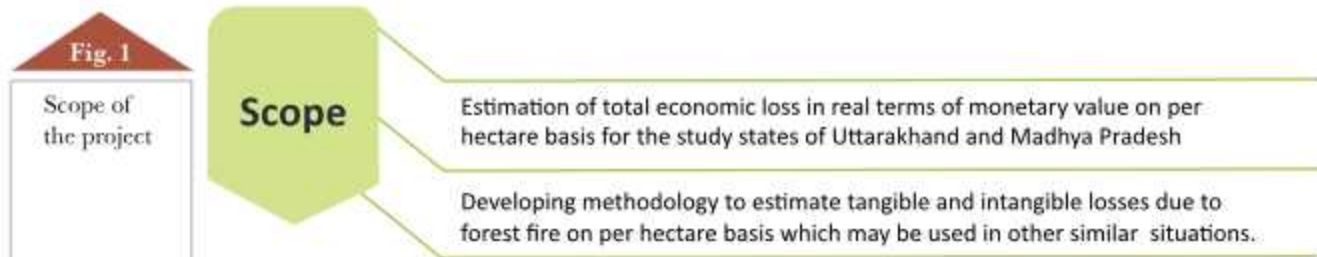 Fig. 1
Scope of
the project
Scope
Estimation of total economic loss in real terms of monetary value on per
hectare basis for the study states of Uttarakhand and Madhya Pradesh
Developing methodology to estimate tangible and intangible losses due to
forest fire on per hectare basis which may be used in other similar situations.